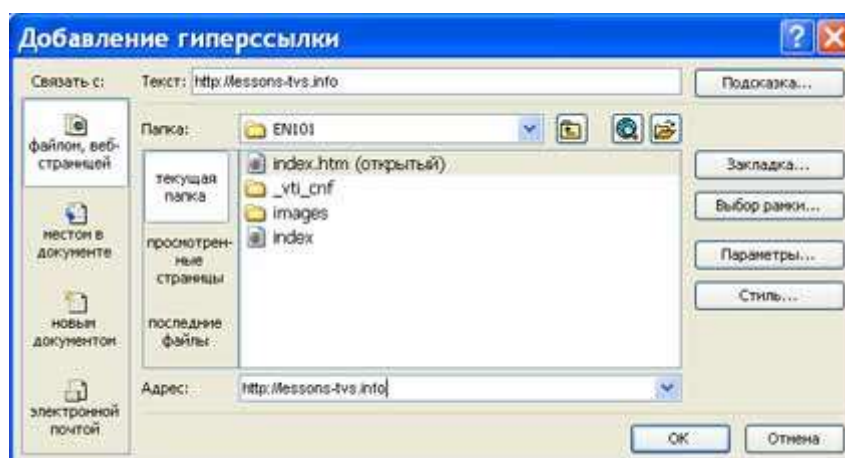 Добавление гиперссылки
Связать с:
Текст: http://lessons-tvs.info
Подсказка...
файлом, веб-
страницей
местом в
документе
новым
документом
электронной
почтой
Папка: EN101
текущая
папка
просмотрен-
ные
страницы
последние
файлы
index.htm (открытый)
_vti_cnf
images
index
Закладка...
Выбор рамки...
Параметры...
Стиль...
Адрес: http://lessons-tvs.info
ОК
Отмена